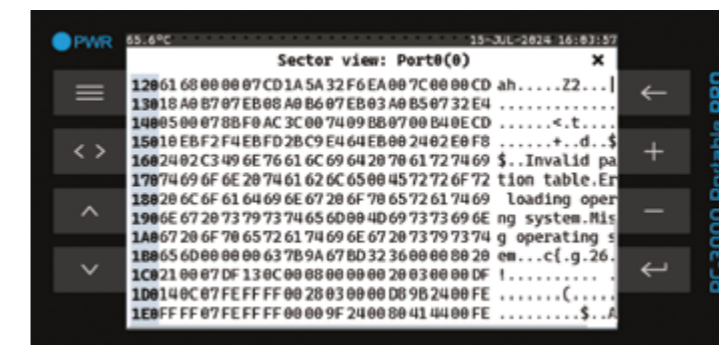 PWR
65.6°C 15-JUL-2024 16:03:57
Sector view: Port0(0) ×
120 61 68 00 00 07 CD 1A 5A 32 F6 EA 00 7C 00 00 CD ah.....Z2...|
130 18 A0 B7 07 EB 08 A0 B6 07 EB 03 A0 B5 07 32 E4 .............
140 05 00 07 8B F0 AC 3C 00 74 09 BB 07 00 B4 0E CD ......<.t....
150 10 EB F2 F4 EB FD 2B C9 E4 64 EB 00 24 02 E0 F8 ......+..d..$
160 24 02 C3 49 6E 76 61 6C 69 64 20 70 61 72 74 69 $..Invalid pa
170 74 69 6F 6E 20 74 61 62 6C 65 00 45 72 72 6F 72 tion table.Er
180 20 6C 6F 61 64 69 6E 67 20 6F 70 65 72 61 74 69 loading oper
190 6E 67 20 73 79 73 74 65 6D 00 4D 69 73 73 69 6E ng system.Mis
1A0 67 20 6F 70 65 72 61 74 69 6E 67 20 73 79 73 74 g operating s
1B0 65 6D 00 00 00 63 7B 9A 67 BD 32 36 00 00 80 20 em...c{.g.26.
1C0 21 00 07 DF 13 0C 00 08 00 00 00 20 03 00 00 DF !.......... .
1D0 14 0C 07 FE FF FF 00 28 03 00 00 D8 9B 24 00 FE .......(.....
1E0 FF FF 07 FE FF FF 00 00 9F 24 00 80 41 44 00 FE .........$..A
PC-3000 Portable PRO